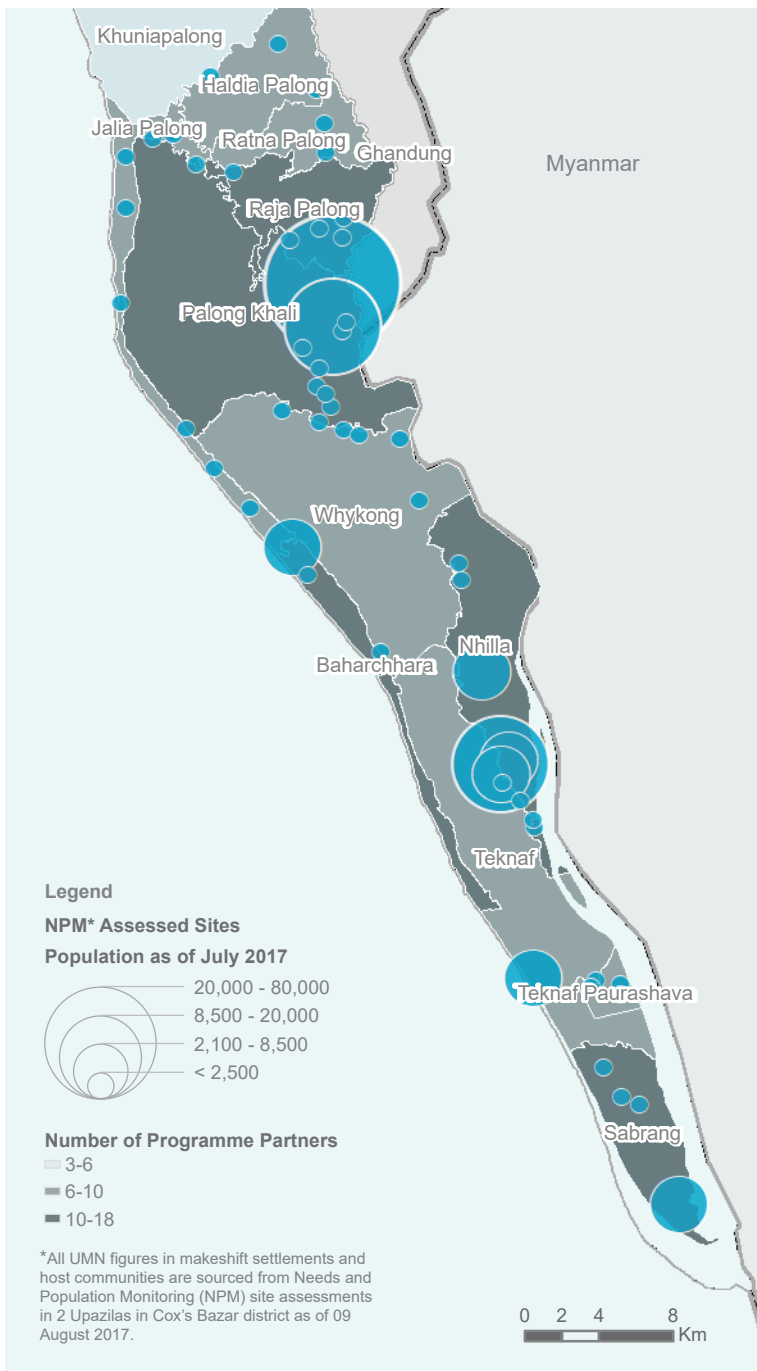 Khuniapalong
Haldia Palong
Jalia Palong
Ratna Palong
Ghandung
Myanmar
Raja Palong
Palong Khali
Whykong
Nhilla
Baharchhara
Teknaf
Legend
NPM* Assessed Sites
Population as of July 2017
20,000 - 80,000
8,500 - 20,000
2,100 - 8,500
< 2,500
Teknaf Paurashava
Sabrang
Number of Programme Partners
3-6
6-10
10-18
*All UMN figures in makeshift settlements and
host communities are sourced from Needs and
Population Monitoring (NPM) site assessments
in 2 Upazilas in Cox's Bazar district as of 09
August 2017.
0 2 4 8
Km